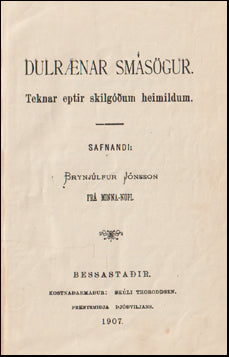 DULRÆNAR SMÁSÖGUR.
Teknar eptir skilgóðum heimildum.
SAFNANDI:
BRYNJÚLFUR JÓNSSON
FRÁ MINNA-NÚPI.
BESSASTAÐIR.
KOSTNAÐARMAÐUR: SKÚLI THORODDSEN.
PRENTSMIÐJA ÞJÓÐVILJANS.
1907.